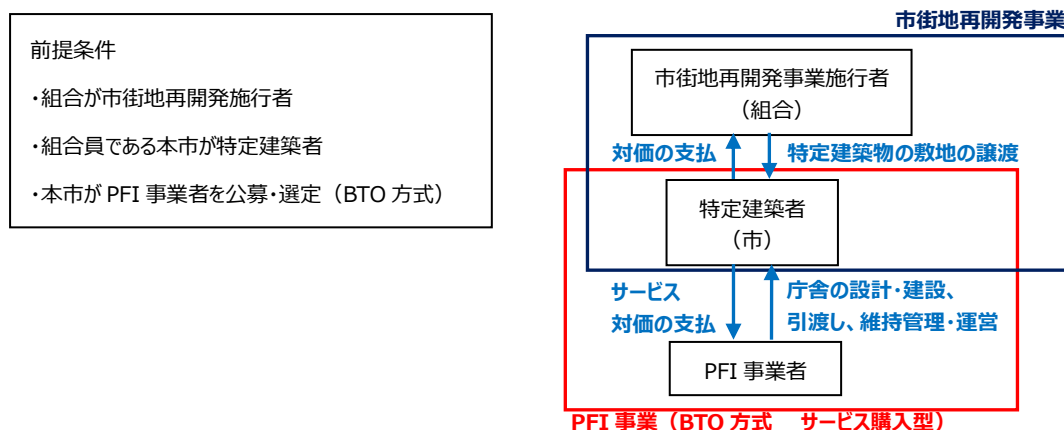 前提条件
・組合が市街地再開発施行者
・組合員である本市が特定建築者
・本市が PFI 事業者を公募・選定（BTO 方式）
市街地再開発事業
市街地再開発事業施行者
（組合）
対価の支払
特定建築物の敷地の譲渡
特定建築者
（市）
サービス
対価の支払
庁舎の設計・建設、
引渡し、維持管理・運営
PFI 事業者
PFI 事業（BTO 方式　サービス購入型）